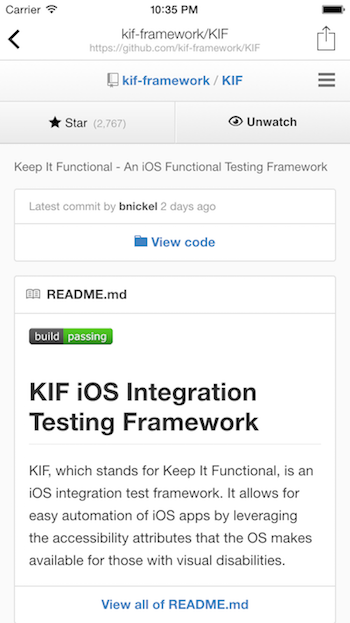 Carrier 10:35 PM
kif-framework/KIF
https://github.com/kif-framework/KIF
kif-framework / KIF
Star (2,767) Unwatch
Keep It Functional - An iOS Functional Testing Framework
Latest commit by bnickel 2 days ago
View code
README.md
build passing
KIF iOS Integration
Testing Framework
KIF, which stands for Keep It Functional, is an
iOS integration test framework. It allows for
easy automation of iOS apps by leveraging
the accessibility attributes that the OS makes
available for those with visual disabilities.
View all of README.md